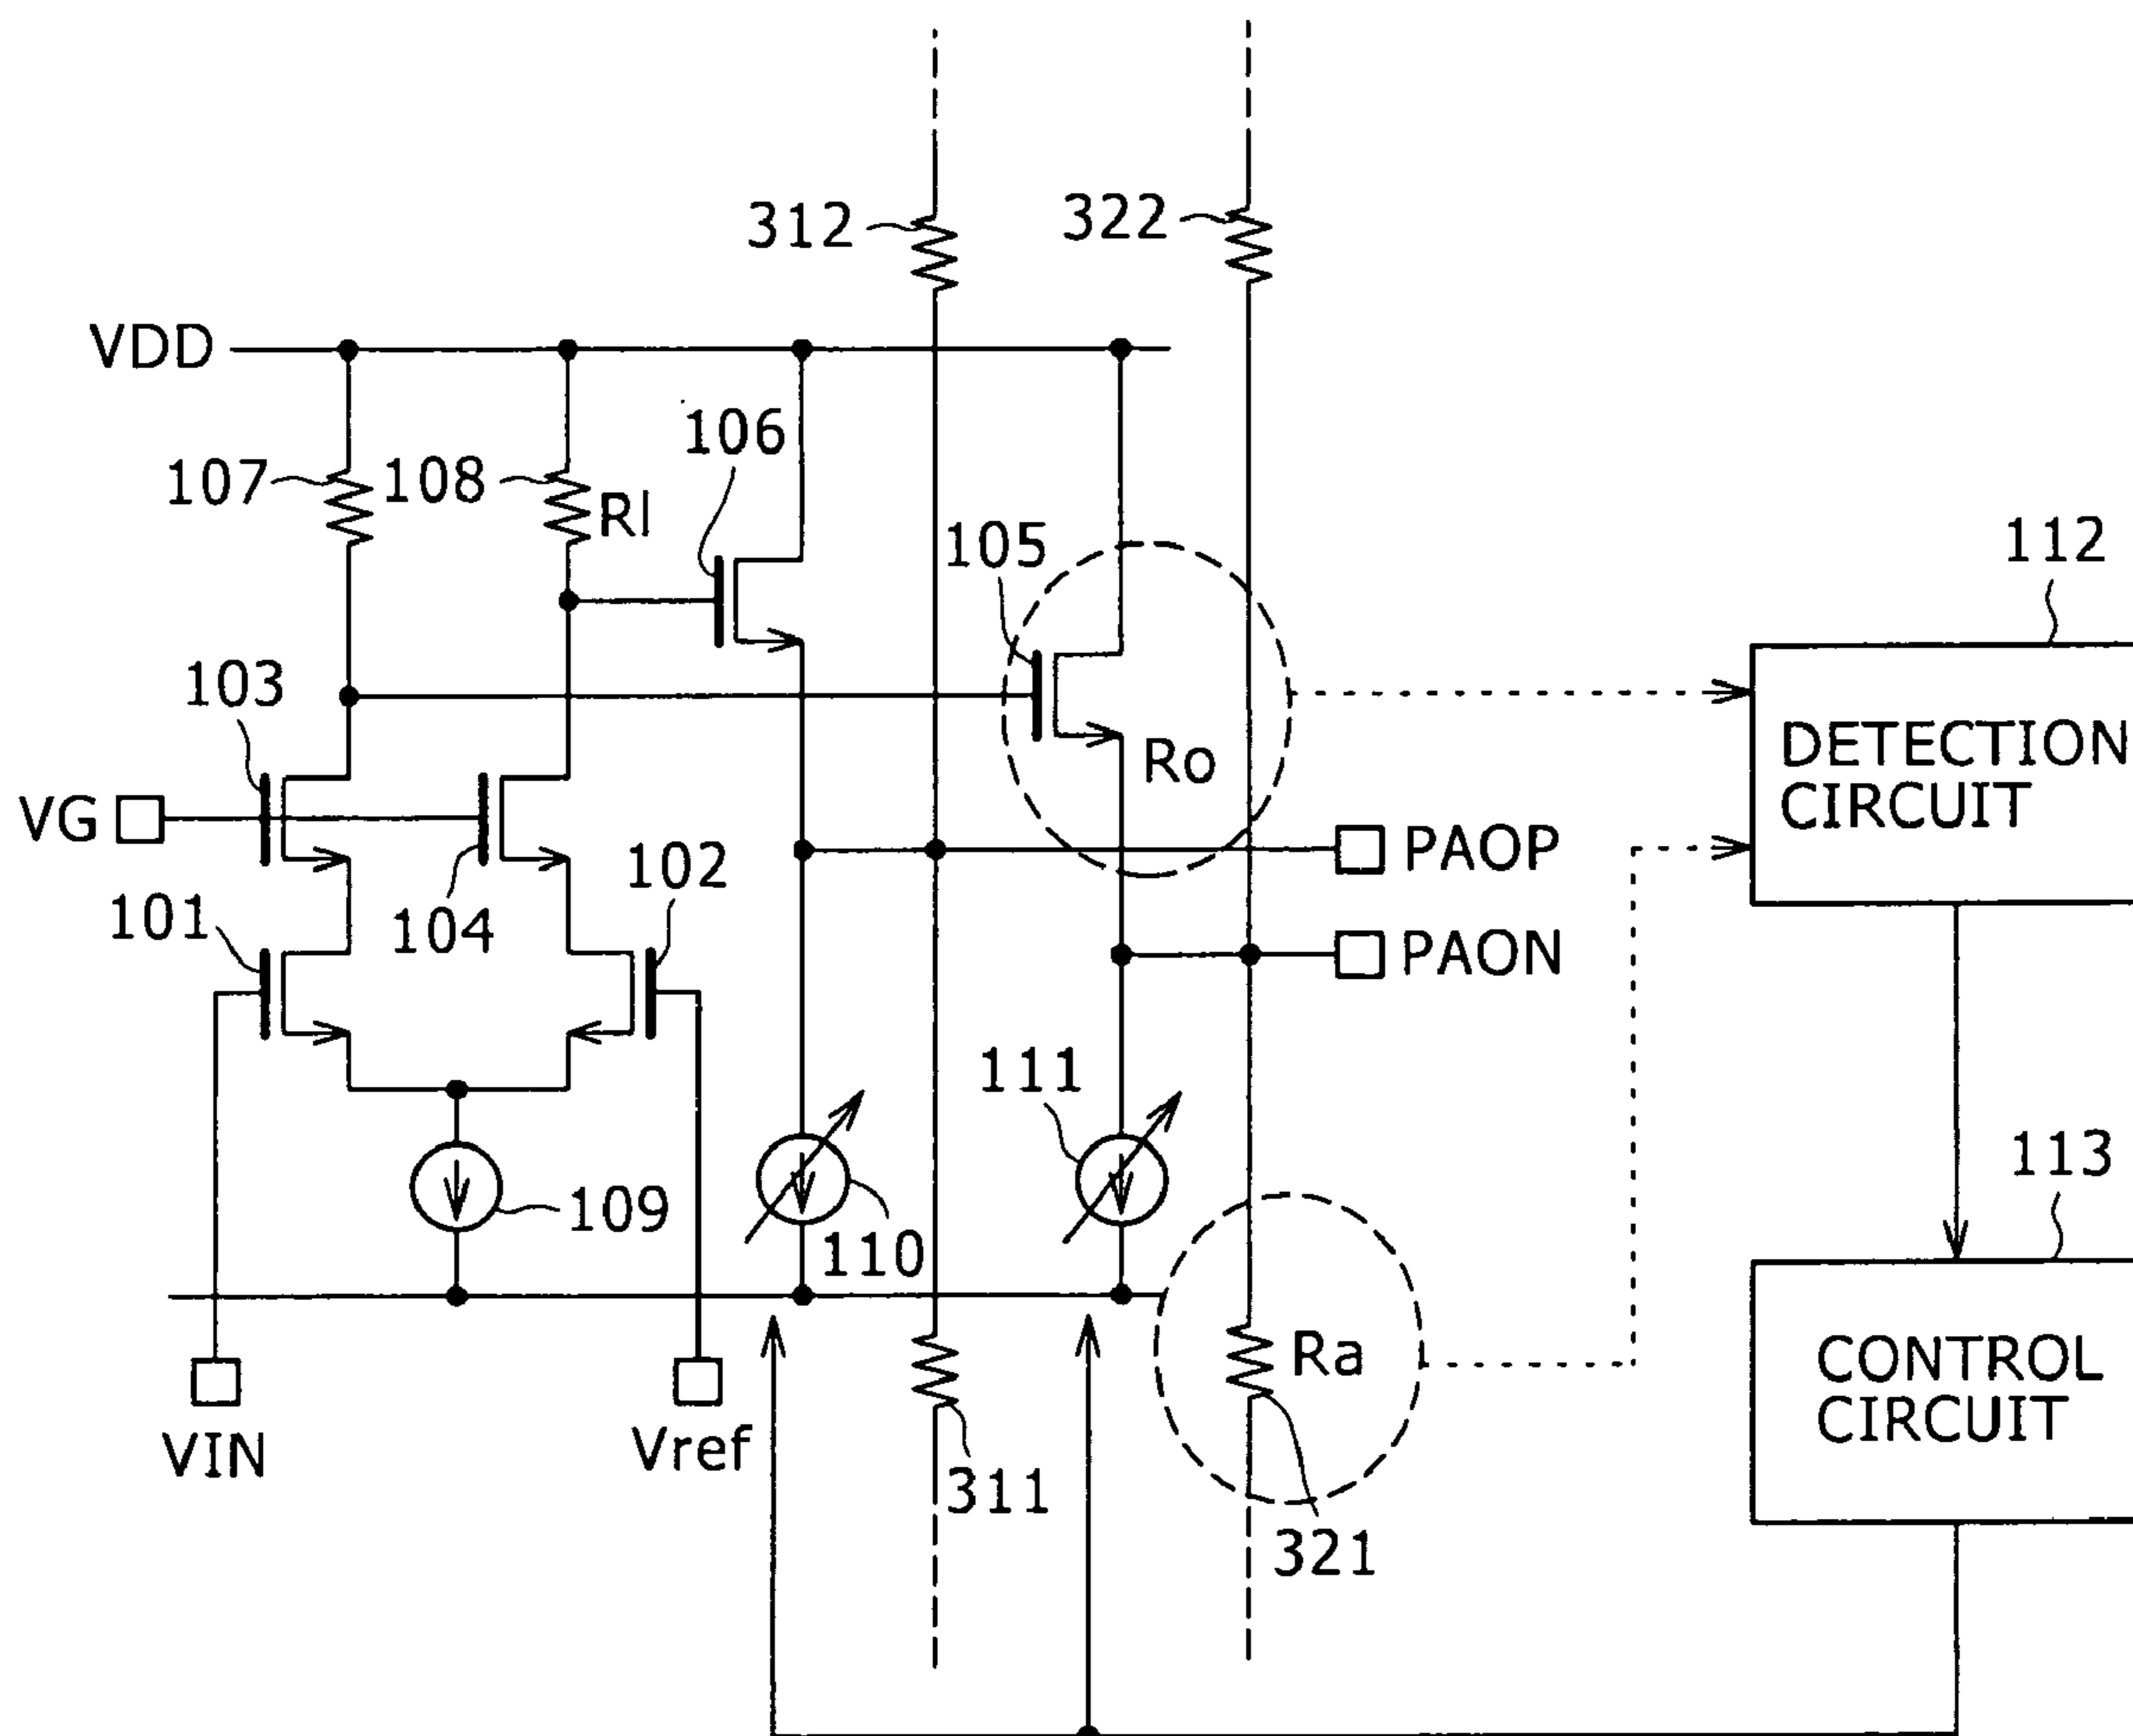 312
322
VDD
106
107
108
Rl
105
112
103
DETECTION
CIRCUIT
Ro
VG
PAOP
102
101
104
PAON
111
113
109
110
Ra
CONTROL
CIRCUIT
VIN
Vref
311
321